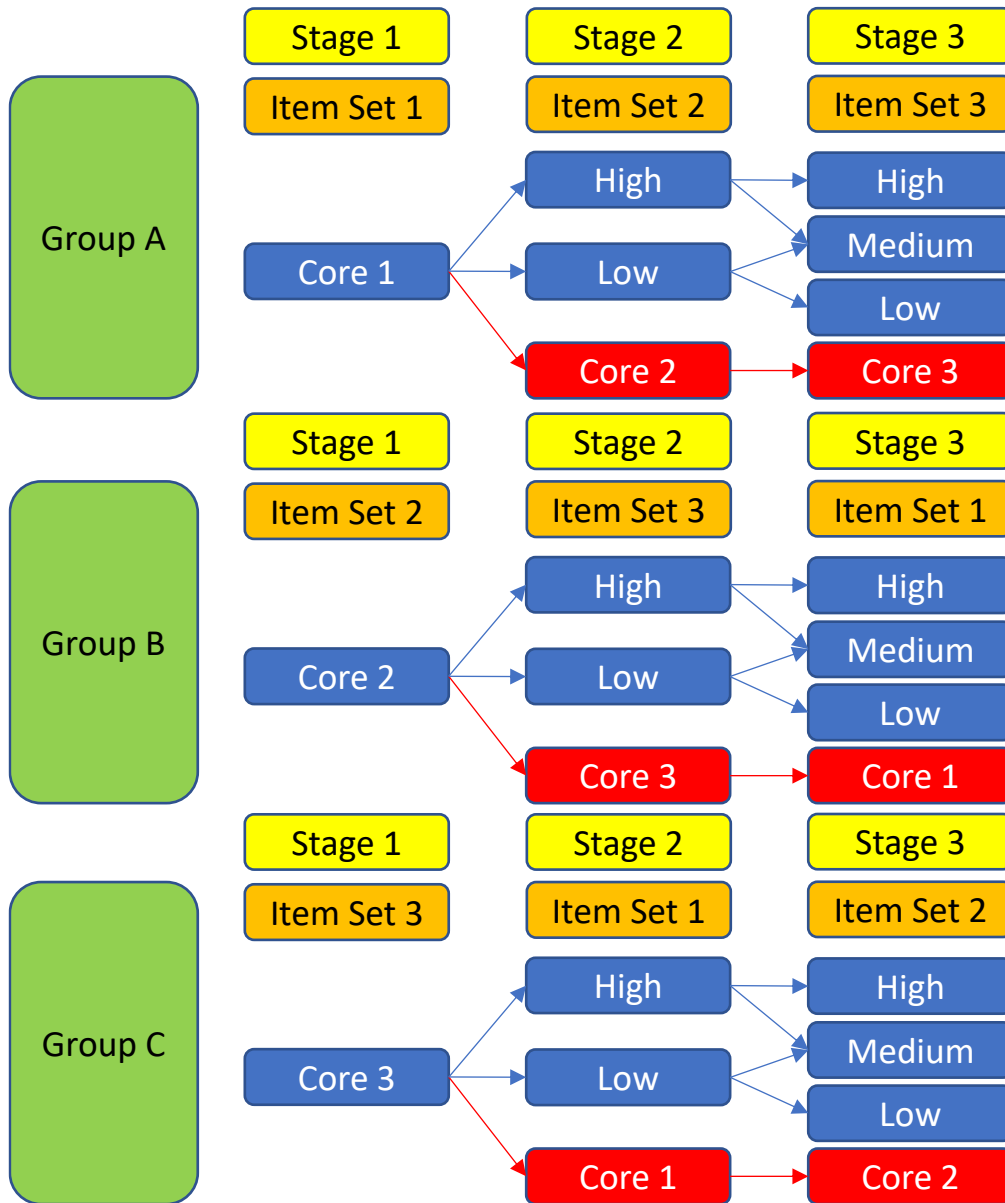 Stage 1
Stage 2
Stage 3
Item Set 1
Item Set 2
Item Set 3
Group A
Core 1
High
Low
Core 2
High
Medium
Low
Core 3
Stage 1
Stage 2
Stage 3
Item Set 2
Item Set 3
Item Set 1
Group B
Core 2
High
Low
Core 3
High
Medium
Low
Core 1
Stage 1
Stage 2
Stage 3
Item Set 3
Item Set 1
Item Set 2
Group C
Core 3
High
Low
Core 1
High
Medium
Low
Core 2